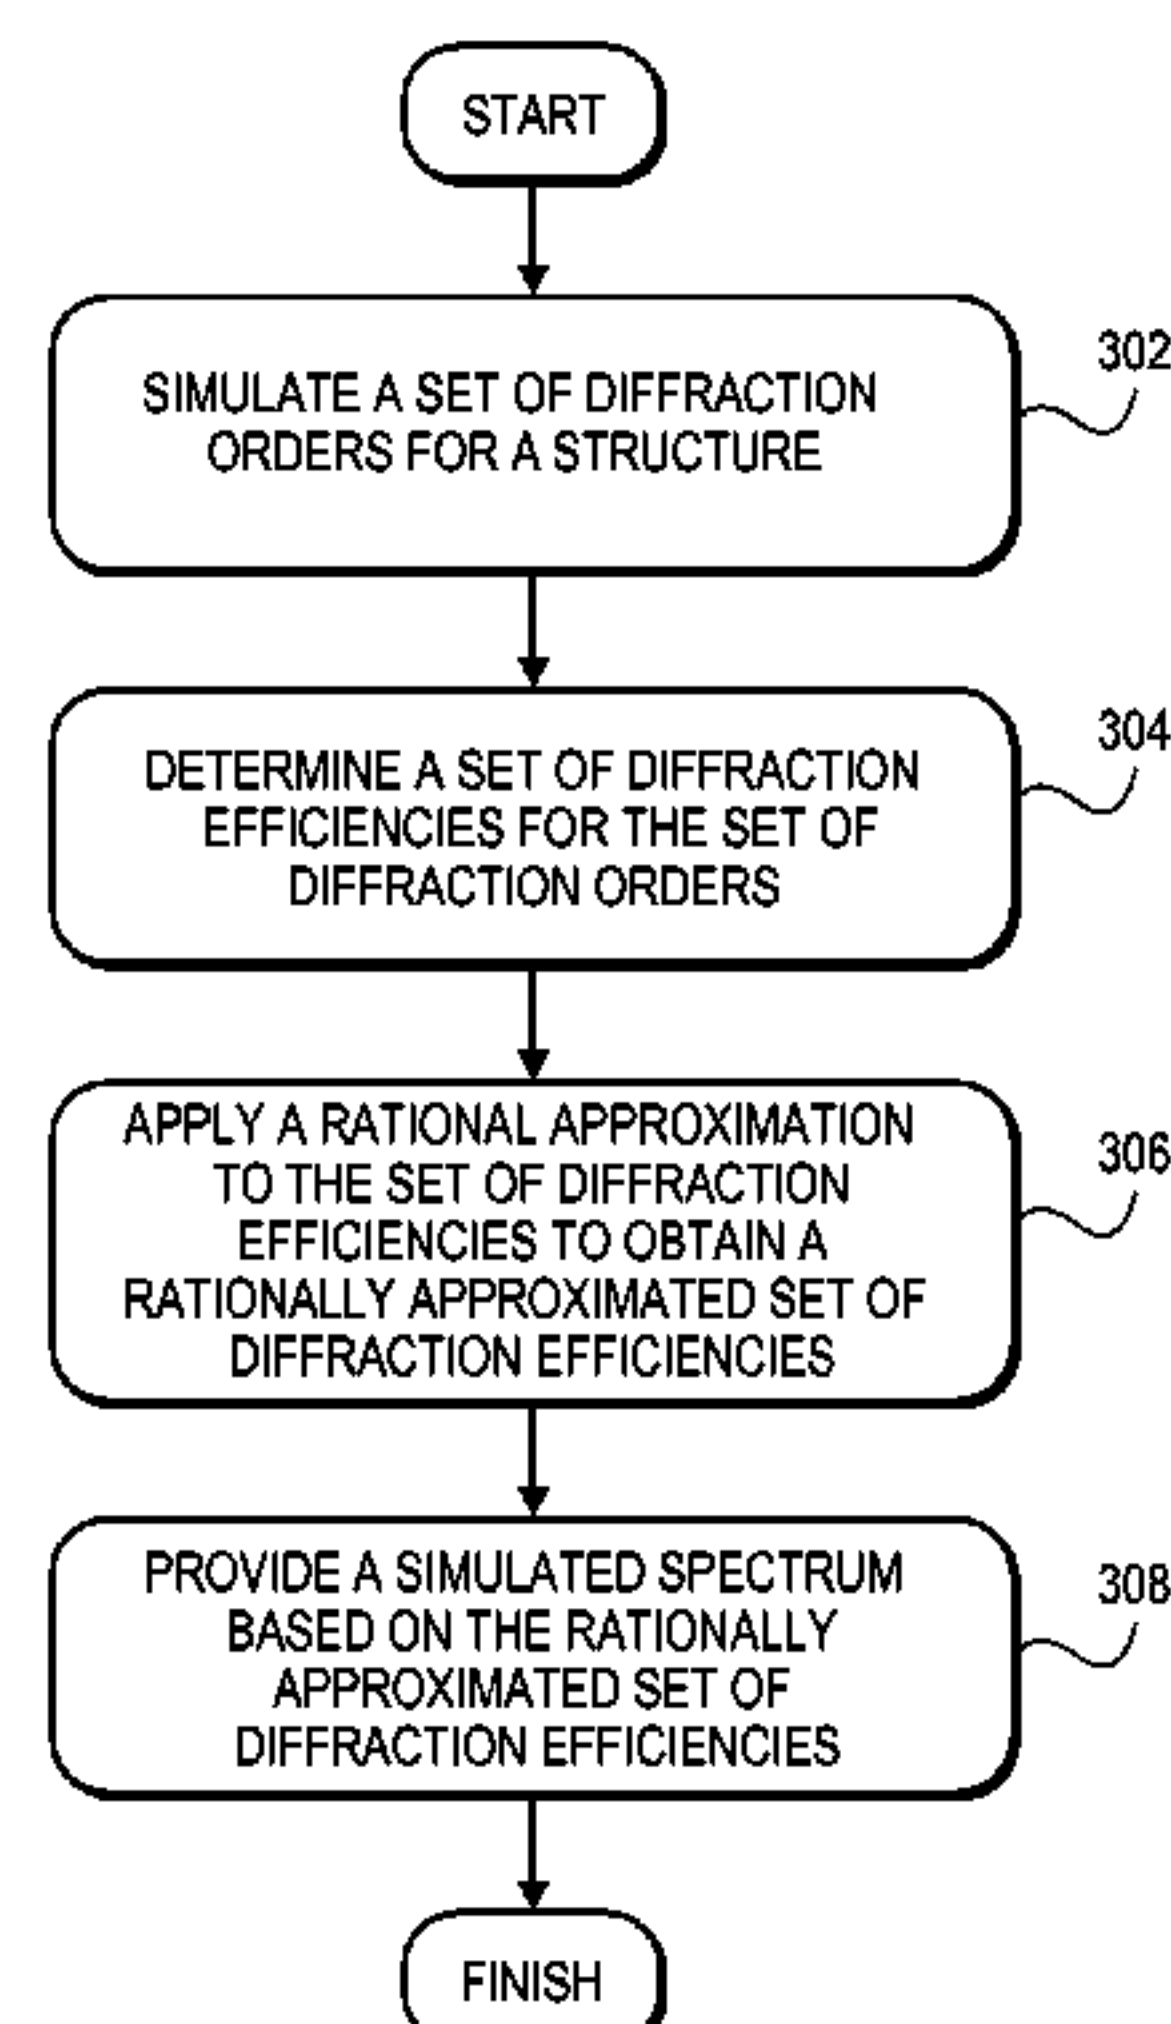 START
SIMULATE A SET OF DIFFRACTION
ORDERS FOR A STRUCTURE
302
DETERMINE A SET OF DIFFRACTION
EFFICIENCIES FOR THE SET OF
DIFFRACTION ORDERS
304
APPLY A RATIONAL APPROXIMATION
TO THE SET OF DIFFRACTION
EFFICIENCIES TO OBTAIN A
RATIONALLY APPROXIMATED SET OF
DIFFRACTION EFFICIENCIES
306
PROVIDE A SIMULATED SPECTRUM
BASED ON THE RATIONALLY
APPROXIMATED SET OF
DIFFRACTION EFFICIENCIES
308
FINISH